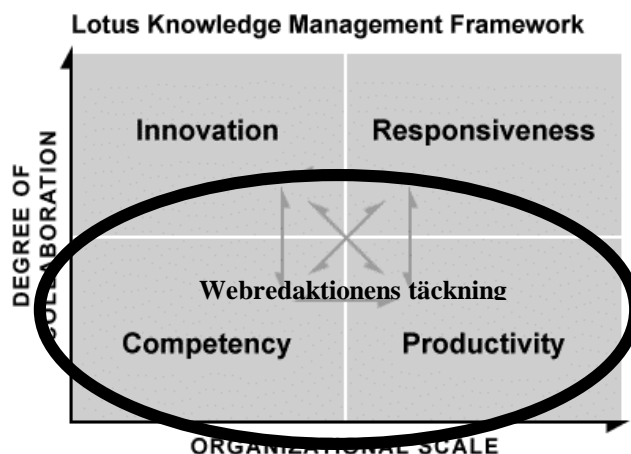 Lotus Knowledge Management Framework
Innovation
Responsiveness
DEGREE OF
COLLABORATION
Webredaktionens täckning
Competency
Productivity
ORGANIZATIONAL SCALE